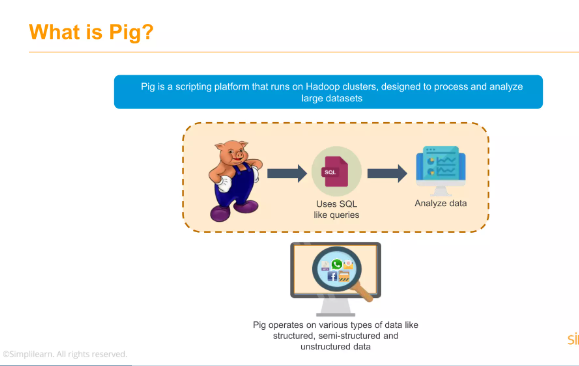 What is Pig?
Pig is a scripting platform that runs on Hadoop clusters, designed to process and analyze
large datasets
SQL
Uses SQL
like queries
Analyze data
Pig operates on various types of data like
structured, semi-structured and
unstructured data
©Simplilearn. All rights reserved.